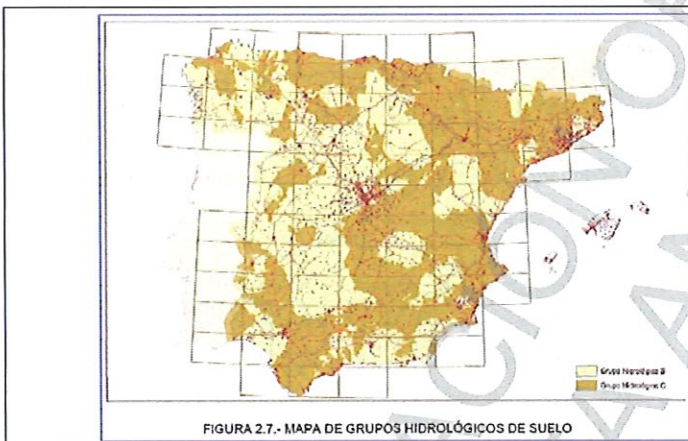 Grupo hidrológico B
Grupo Hidrológico C
FIGURA 2.7.- MAPA DE GRUPOS HIDROLÓGICOS DE SUELO